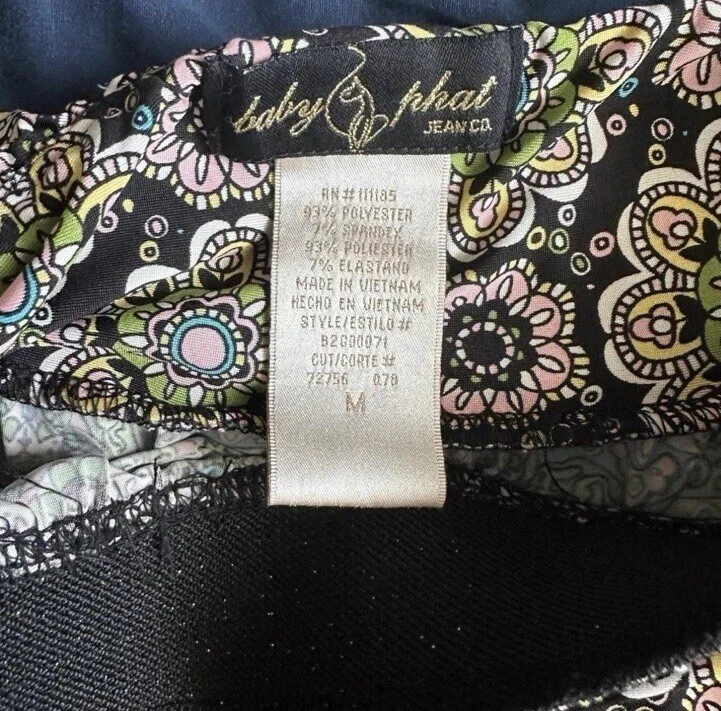 baby phat
JEAN CO.
RN# 111185
93% POLYESTER
7% SPANDEX
93% POLIESTER
7% ELASTANO
MADE IN VIETNAM
HECHO EN VIETNAM
STYLE/ESTILO #
B2G00071
CUT/CORTE #
72756 078
M